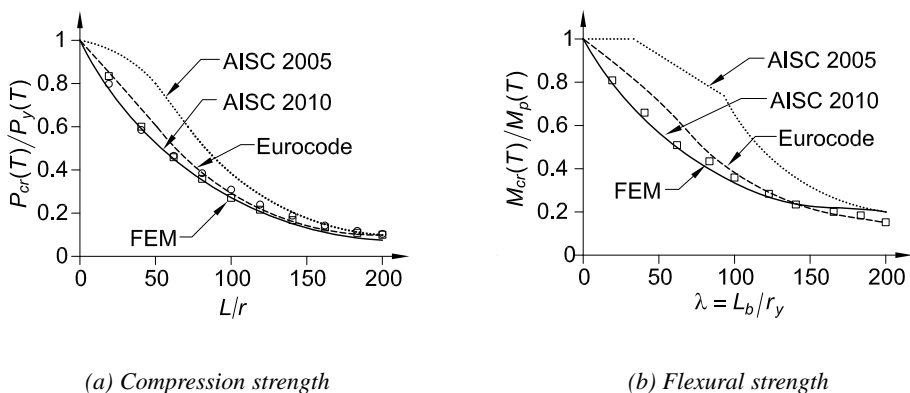 1
0.8
0.6
0.4
0.2
0
P_cr(T)/P_y(T)
AISC 2005
AISC 2010
Eurocode
FEM
0 50 100 150 200
L/r
(a) Compression strength
1
0.8
0.6
0.4
0.2
0
M_cr(T)/M_p(T)
AISC 2005
AISC 2010
Eurocode
FEM
0 50 100 150 200
λ = L_b/r_y
(b) Flexural strength